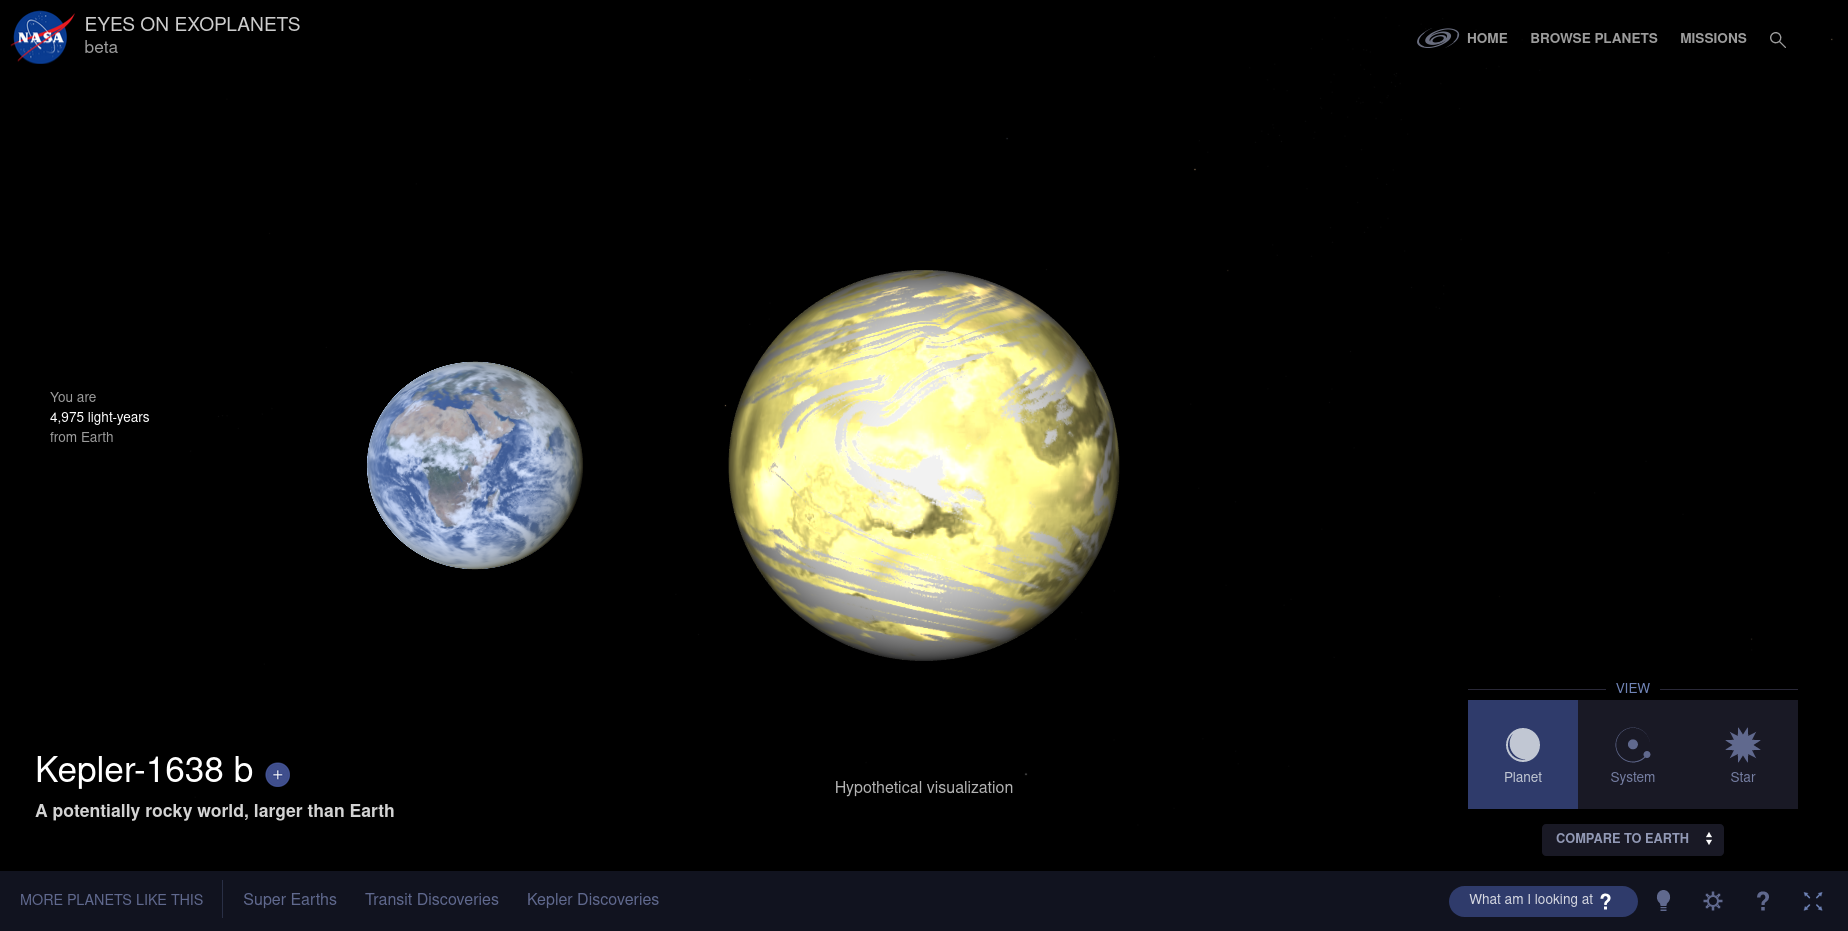 NASA
EYES ON EXOPLANETS
beta
HOME
BROWSE PLANETS
MISSIONS
You are
4,975 light-years
from Earth
Kepler-1638 b +
A potentially rocky world, larger than Earth
Hypothetical visualization
VIEW
Planet
System
Star
COMPARE TO EARTH
MORE PLANETS LIKE THIS
Super Earths
Transit Discoveries
Kepler Discoveries
What am I looking at ?
?